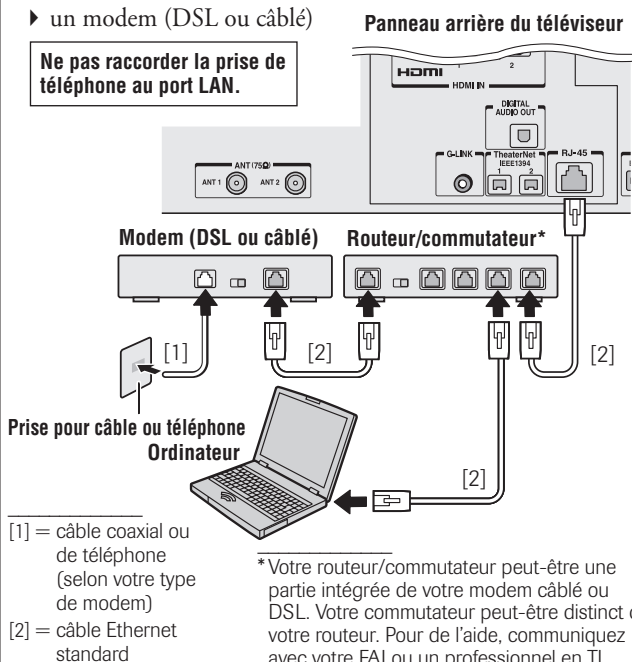 un modem (DSL ou câblé)
Ne pas raccorder la prise de
téléphone au port LAN.
Panneau arrière du téléviseur
HDMI
1
2
HDMI IN
DIGITAL
AUDIO OUT
G-LINK
TheaterNet
IEEE1394
1
2
RJ-45
ANT (75Ω)
ANT 1
ANT 2
Modem (DSL ou câblé)
Routeur/commutateur*
[1]
[2]
[2]
Prise pour câble ou téléphone
Ordinateur
[2]
[1] = câble coaxial ou
de téléphone
(selon votre type
de modem)
[2] = câble Ethernet
standard
* Votre routeur/commutateur peut-être une
partie intégrée de votre modem câblé ou
DSL. Votre commutateur peut-être distinct
votre routeur. Pour de l'aide, communiquez
avec votre FAI ou un professionnel en TI